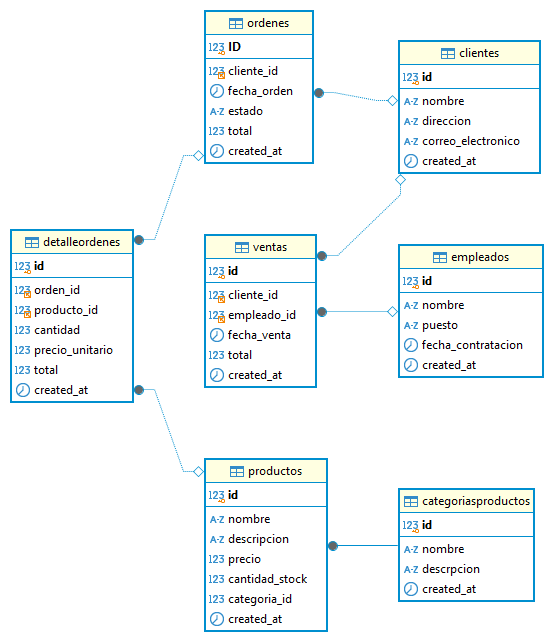 ordenes
123 ID
123 cliente_id
fecha_orden
A-Z estado
123 total
created_at
clientes
123 id
A-Z nombre
A-Z direccion
A-Z correo_electronico
created_at
detalleordenes
123 id
123 orden_id
123 producto_id
123 cantidad
123 precio_unitario
123 total
created_at
ventas
123 id
123 cliente_id
123 empleado_id
fecha_venta
123 total
created_at
empleados
123 id
A-Z nombre
A-Z puesto
fecha_contratacion
created_at
productos
123 id
A-Z nombre
A-Z descripcion
123 precio
123 cantidad_stock
123 categoria_id
created_at
categoriasproductos
123 id
A-Z nombre
A-Z descrpcion
created_at